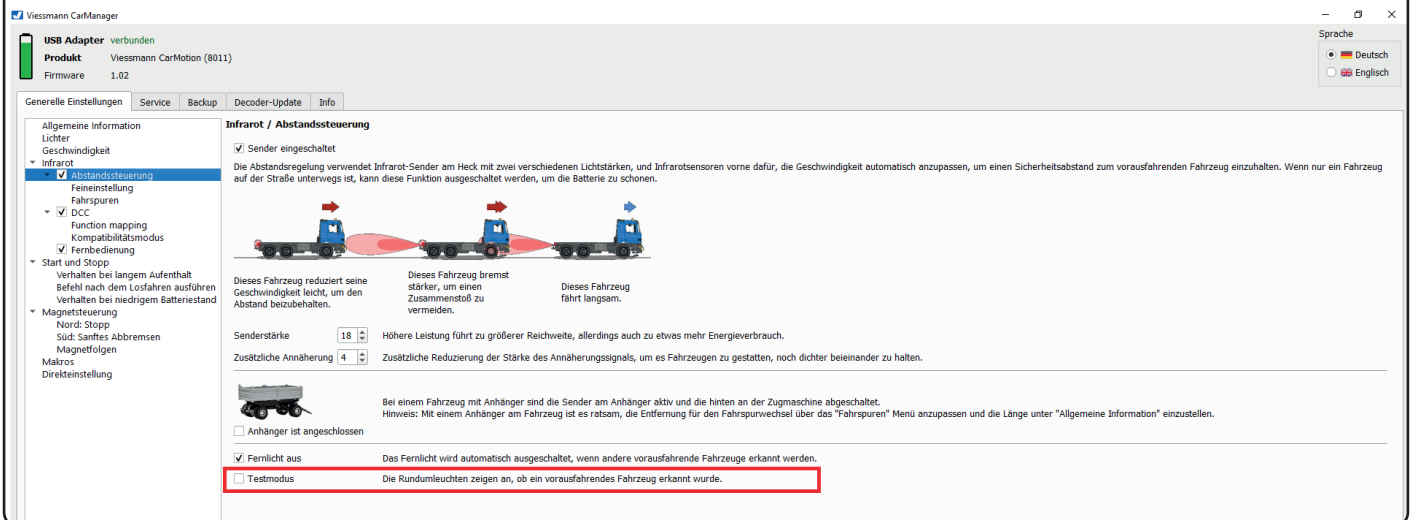 Viessmann CarManager
USB Adapter verbunden
Produkt Viessmann CarMotion (8011)
Firmware 1.02
Sprache
Deutsch
Englisch
Generelle Einstellungen Service Backup Decoder-Update Info
Allgemeine Information
Lichter
Geschwindigkeit
Infrarot
Abstandssteuerung
Feineinstellung
Fahrspuren
DCC
Function mapping
Kompatibilitätsmodus
Fernbedienung
Start und Stopp
Verhalten bei langem Aufenthalt
Befehl nach dem Losfahren ausführen
Verhalten bei niedrigem Batteriestand
Magnetsteuerung
Nord: Stopp
Süd: Sanftes Abbremsen
Magnetfolgen
Makros
Direkteinstellung
Infrarot / Abstandssteuerung
Sender eingeschaltet
Die Abstandsregelung verwendet Infrarot-Sender am Heck mit zwei verschiedenen Lichtstärken, und Infrarotsensoren vorne dafür, die Geschwindigkeit automatisch anzupassen, um einen Sicherheitsabstand zum vorausfahrenden Fahrzeug einzuhalten. Wenn nur ein Fahrzeug
auf der Straße unterwegs ist, kann diese Funktion ausgeschaltet werden, um die Batterie zu schonen.
Dieses Fahrzeug reduziert seine
Geschwindigkeit leicht, um den
Abstand beizubehalten.
Dieses Fahrzeug bremst
stärker, um einen
Zusammenstoß zu
vermeiden.
Dieses Fahrzeug
fährt langsam.
Senderstärke 18 Höhere Leistung führt zu größerer Reichweite, allerdings auch zu etwas mehr Energieverbrauch.
Zusätzliche Annäherung 4 Zusätzliche Reduzierung der Stärke des Annäherungssignals, um es Fahrzeugen zu gestatten, noch dichter beieinander zu halten.
Bei einem Fahrzeug mit Anhänger sind die Sender am Anhänger aktiv und die hinten an der Zugmaschine abgeschaltet.
Hinweis: Mit einem Anhänger am Fahrzeug ist es ratsam, die Entfernung für den Fahrspurwechsel über das "Fahrspuren" Menü anzupassen und die Länge unter "Allgemeine Information" einzustellen.
Anhänger ist angeschlossen
Fernlicht aus Das Fernlicht wird automatisch ausgeschaltet, wenn andere vorausfahrende Fahrzeuge erkannt werden.
Testmodus Die Rundumleuchten zeigen an, ob ein vorausfahrendes Fahrzeug erkannt wurde.